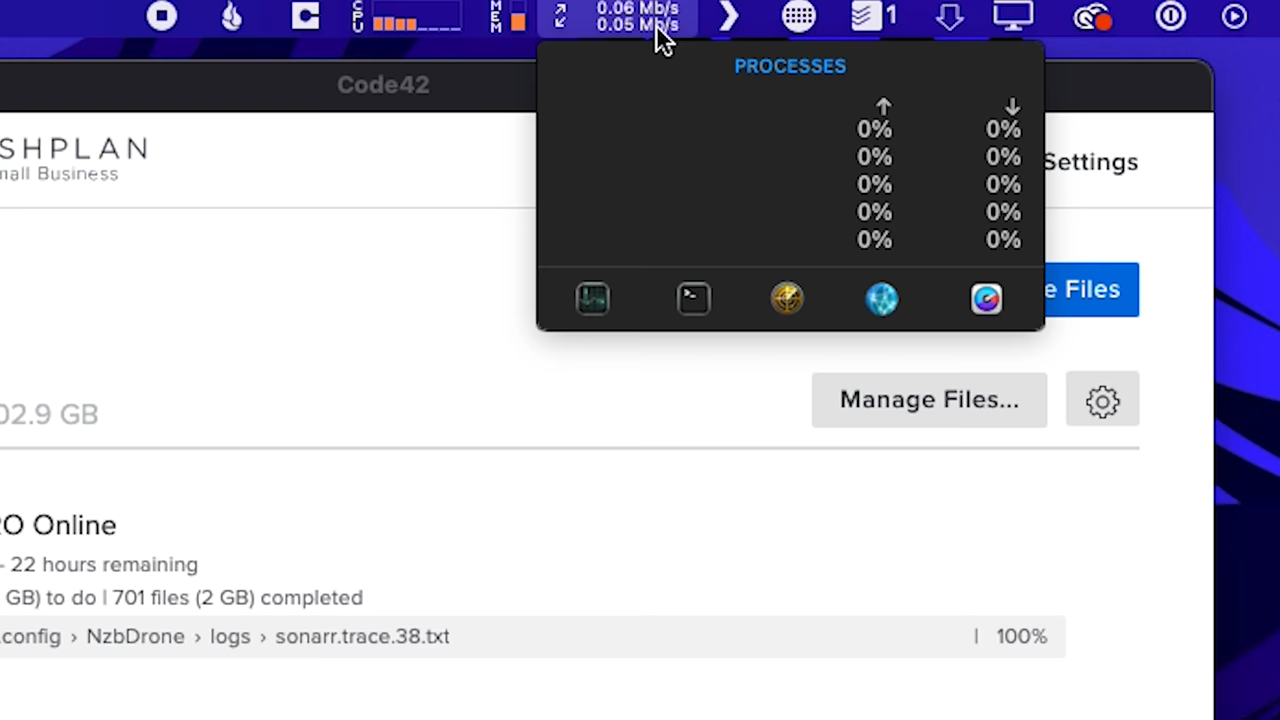 CPU
MEM
0.06 Mb/s
0.05 Mb/s
1
PROCESSES
↑ ↓
0% 0%
0% 0%
0% 0%
0% 0%
0% 0%
Code42
SHPLAN
mall Business
Settings
e Files
02.9 GB
Manage Files...
RO Online
- 22 hours remaining
GB) to do | 701 files (2 GB) completed
.config › NzbDrone › logs › sonarr.trace.38.txt | 100%